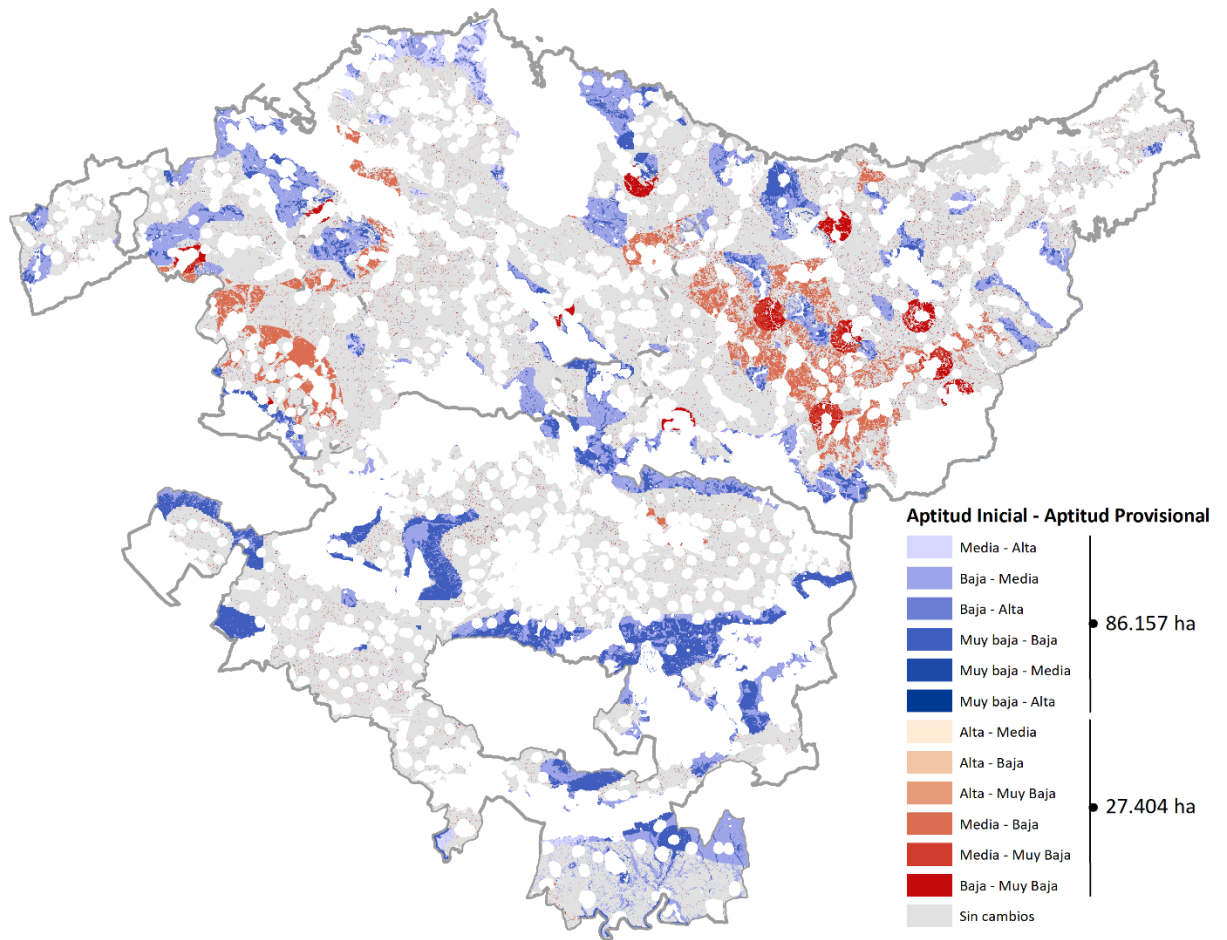 Aptitud Inicial - Aptitud Provisional
Media - Alta
Baja - Media
Baja - Alta
Muy baja - Baja
Muy baja - Media
Muy baja - Alta
86.157 ha
Alta - Media
Alta - Baja
Alta - Muy Baja
Media - Baja
Media - Muy Baja
Baja - Muy Baja
27.404 ha
Sin cambios